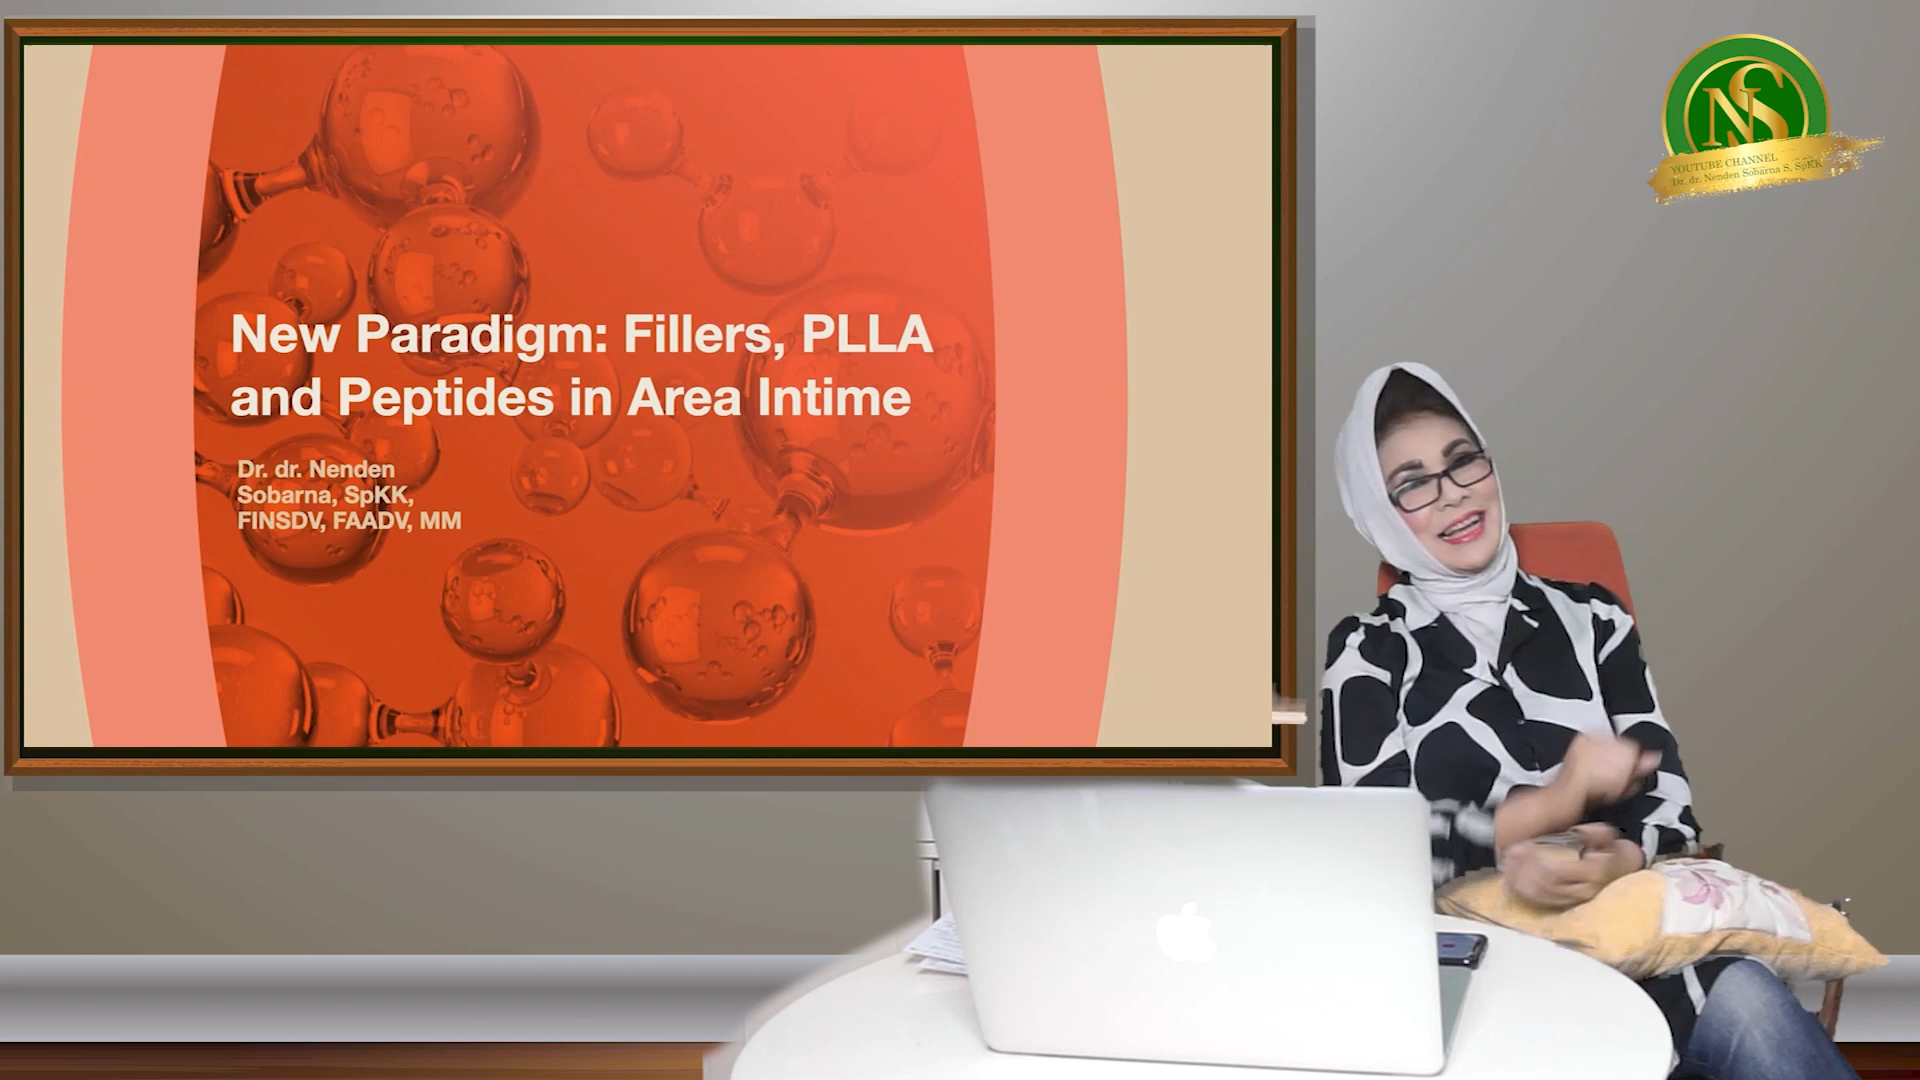 New Paradigm: Fillers, PLLA
and Peptides in Area Intime
Dr. dr. Nenden
Sobarna, SpKK,
FINSDV, FAADV, MM
NS
YOUTUBE CHANNEL
Dr. dr. Nenden Sobarna S, SpKK